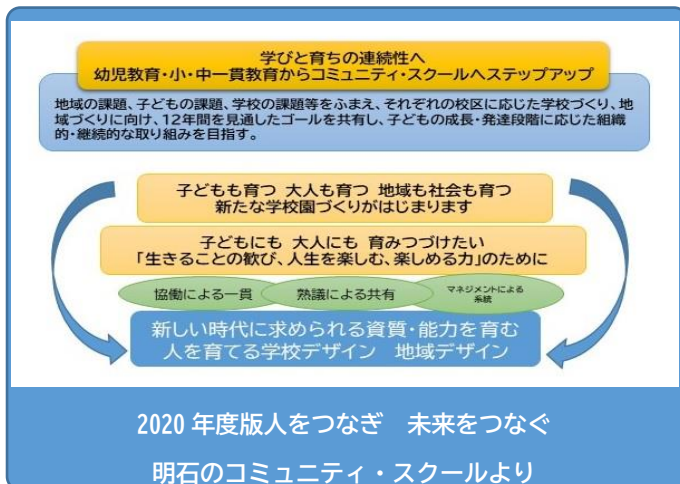 学びと育ちの連続性へ
幼児教育・小・中一貫教育からコミュニティ・スクールへステップアップ
地域の課題、子どもの課題、学校の課題等をふまえ、それぞれの校区に応じた学校づくり、地
域づくりに向け、12年間を見通したゴールを共有し、子どもの成長・発達段階に応じた組織
的・継続的な取り組みを目指す。
子どもも育つ 大人も育つ 地域も社会も育つ
新たな学校園づくりがはじまります
子どもにも 大人にも 育みつづけたい
「生きることの歓び、人生を楽しむ、楽しめる力」のために
協働による一貫
熟議による共有
マネジメントによる
系統
新しい時代に求められる資質・能力を育む
人を育てる学校デザイン 地域デザイン
2020年度版人をつなぎ 未来をつなぐ
明石のコミュニティ・スクールより